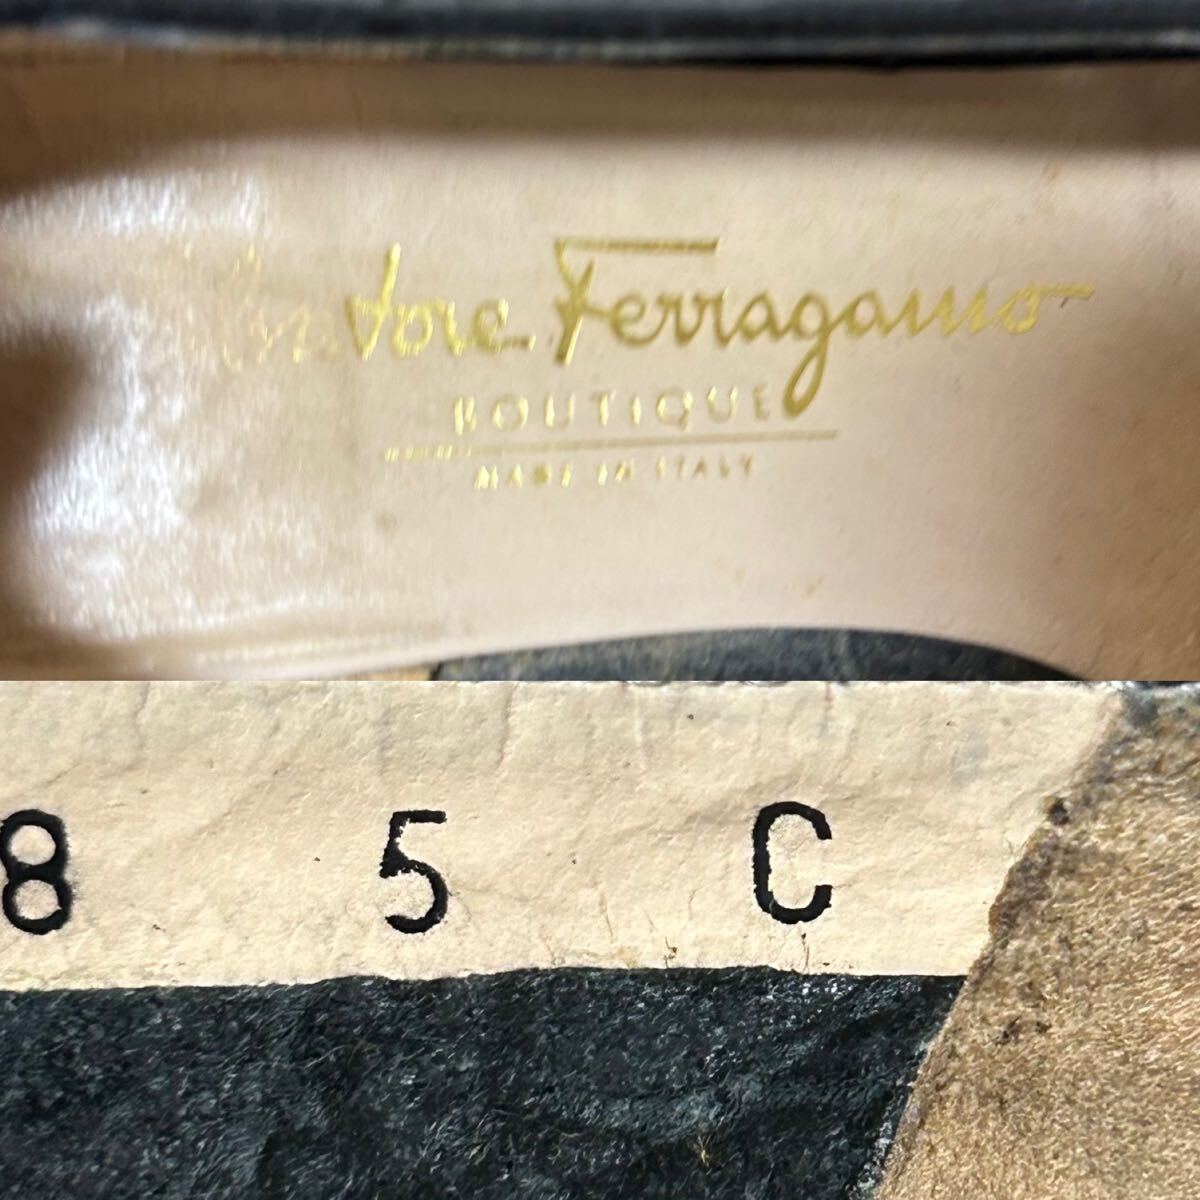 Salvatore Ferragamo
BOUTIQUE
MADE IN ITALY
8 5 C